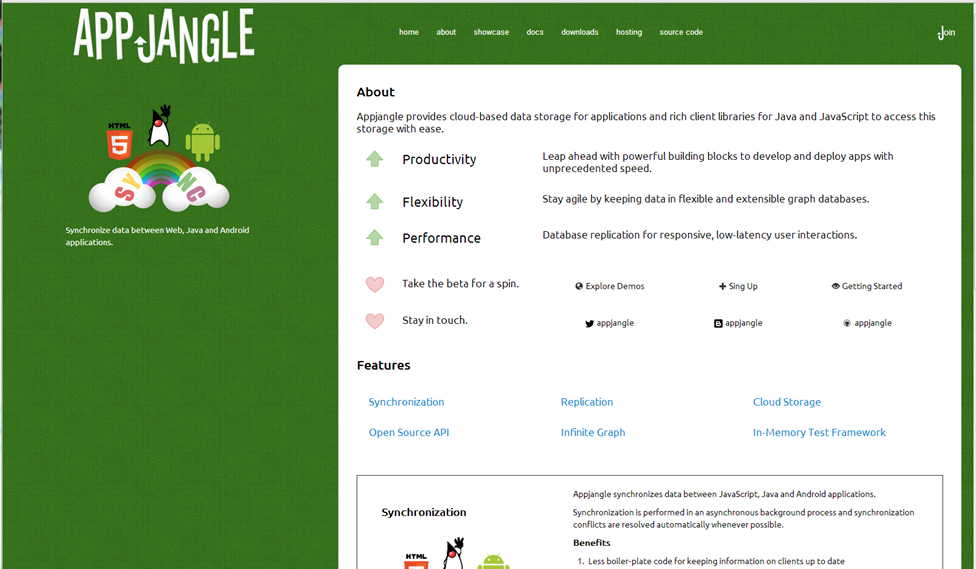 APPJANGLE
home about showcase docs downloads hosting source code
Join
HTML
5
SYNC
Synchronize data between Web, Java and Android
applications.
About
Appjangle provides cloud-based data storage for applications and rich client libraries for Java and JavaScript to access this
storage with ease.
Productivity
Leap ahead with powerful building blocks to develop and deploy apps with
unprecedented speed.
Flexibility
Stay agile by keeping data in flexible and extensible graph databases.
Performance
Database replication for responsive, low-latency user interactions.
Take the beta for a spin.
Explore Demos
Sing Up
Getting Started
Stay in touch.
appjangle
appjangle
appjangle
Features
Synchronization
Replication
Cloud Storage
Open Source API
Infinite Graph
In-Memory Test Framework
Synchronization
HTML
Appjangle synchronizes data between JavaScript, Java and Android applications.
Synchronization is performed in an asynchronous background process and synchronization
conflicts are resolved automatically whenever possible.
Benefits
1. Less boiler-plate code for keeping information on clients up to date